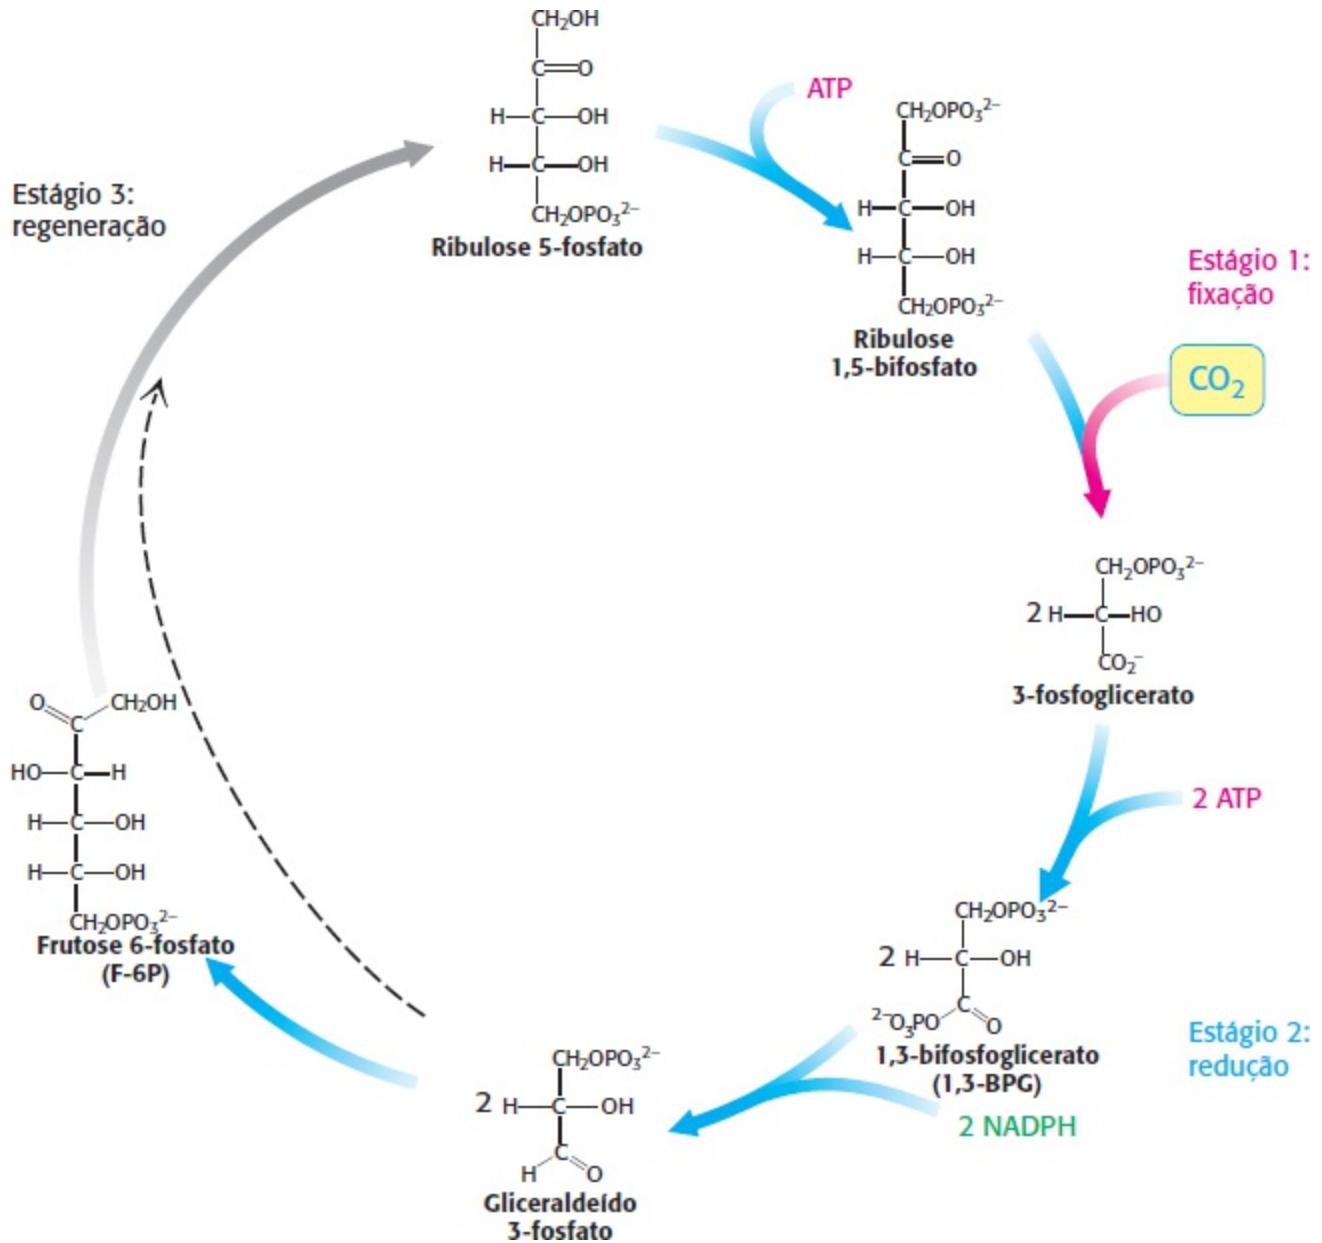 CH₂OH
C=O
H—C—OH
H—C—OH
CH₂OPO₃²⁻
Ribulose 5-fosfato
ATP
CH₂OPO₃²⁻
C=O
H—C—OH
H—C—OH
CH₂OPO₃²⁻
Ribulose
1,5-bifosfato
Estágio 1:
fixação
CO₂
CH₂OPO₃²⁻
2 H—C—HO
CO₂⁻
3-fosfoglicerato
2 ATP
CH₂OPO₃²⁻
2 H—C—OH
C
²⁻O₃PO O
1,3-bifosfoglicerato
(1,3-BPG)
Estágio 2:
redução
2 NADPH
CH₂OPO₃²⁻
2 H—C—OH
C
H O
Gliceraldeído
3-fosfato
O CH₂OH
C
HO—C—H
H—C—OH
H—C—OH
CH₂OPO₃²⁻
Frutose 6-fosfato
(F-6P)
Estágio 3:
regeneração